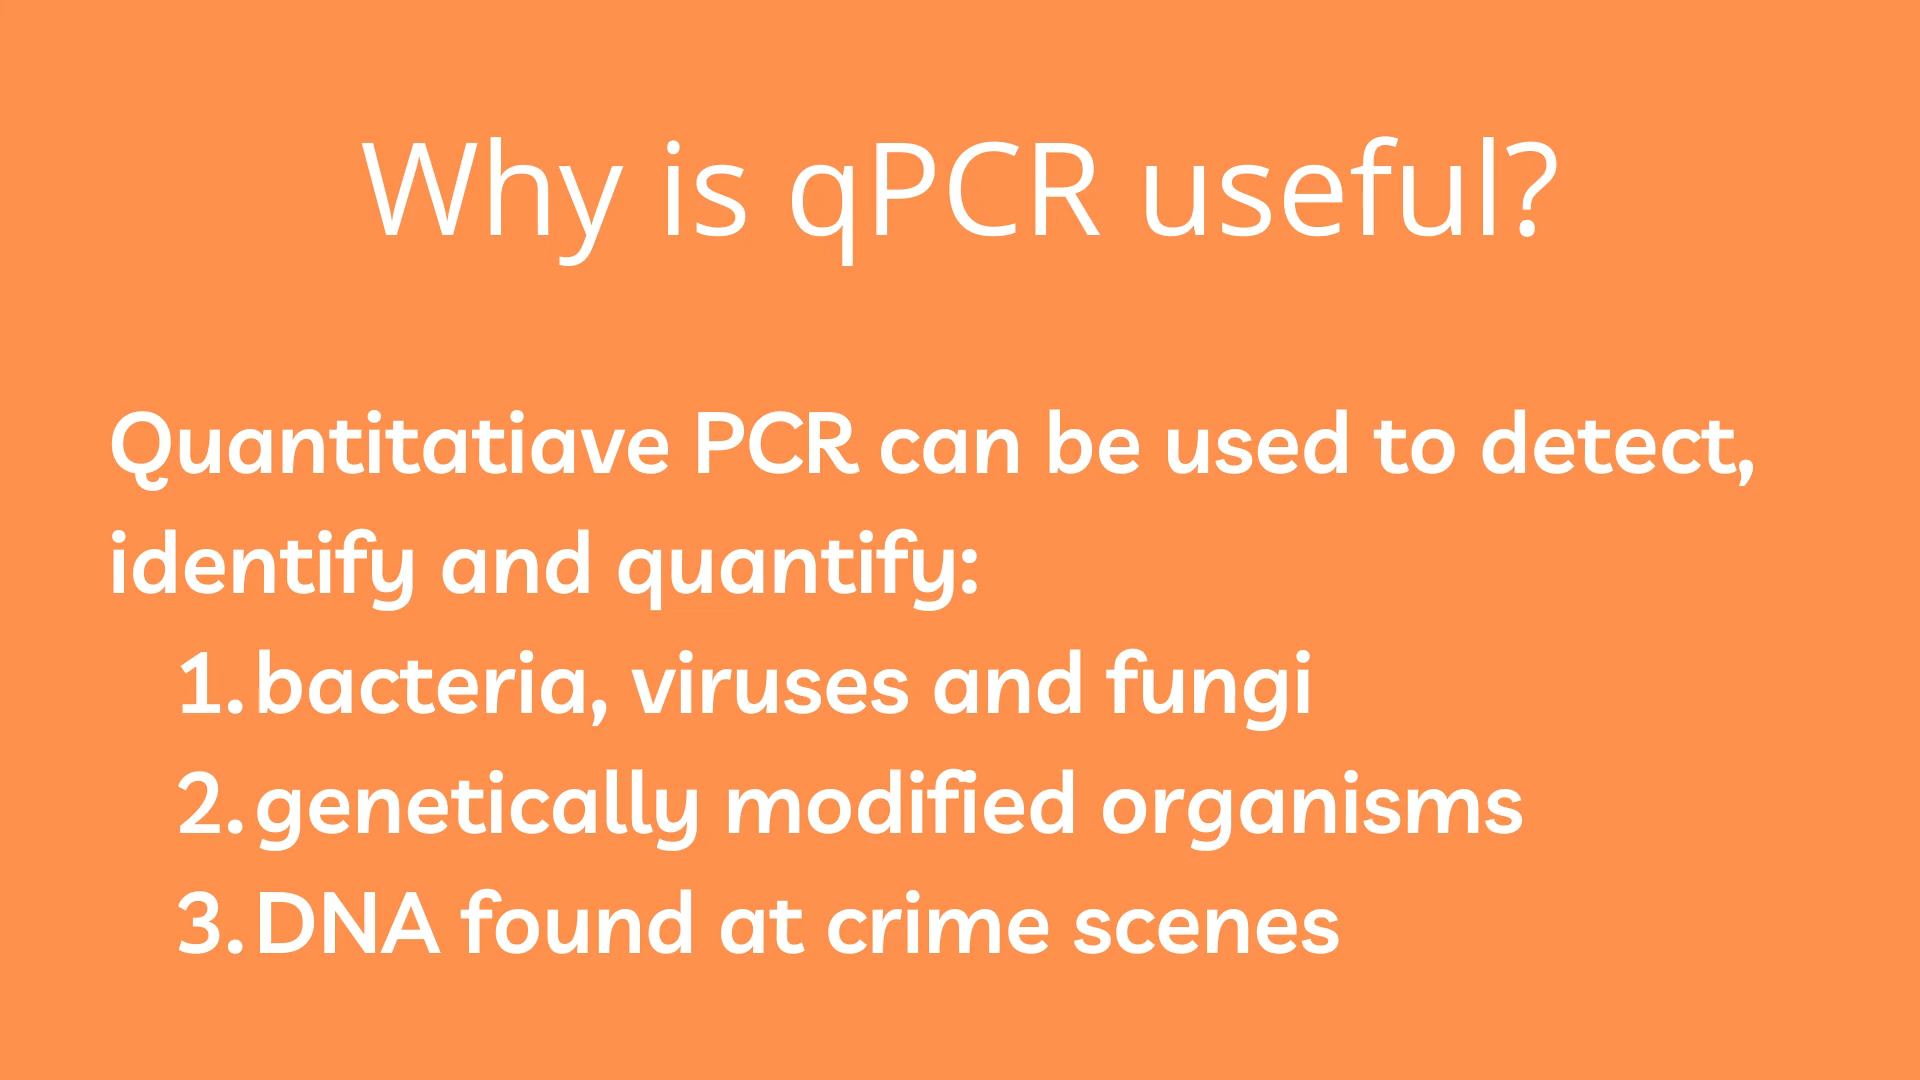 Why is qPCR useful?
Quantitatiave PCR can be used to detect,
identify and quantify:
1. bacteria, viruses and fungi
2. genetically modified organisms
3. DNA found at crime scenes